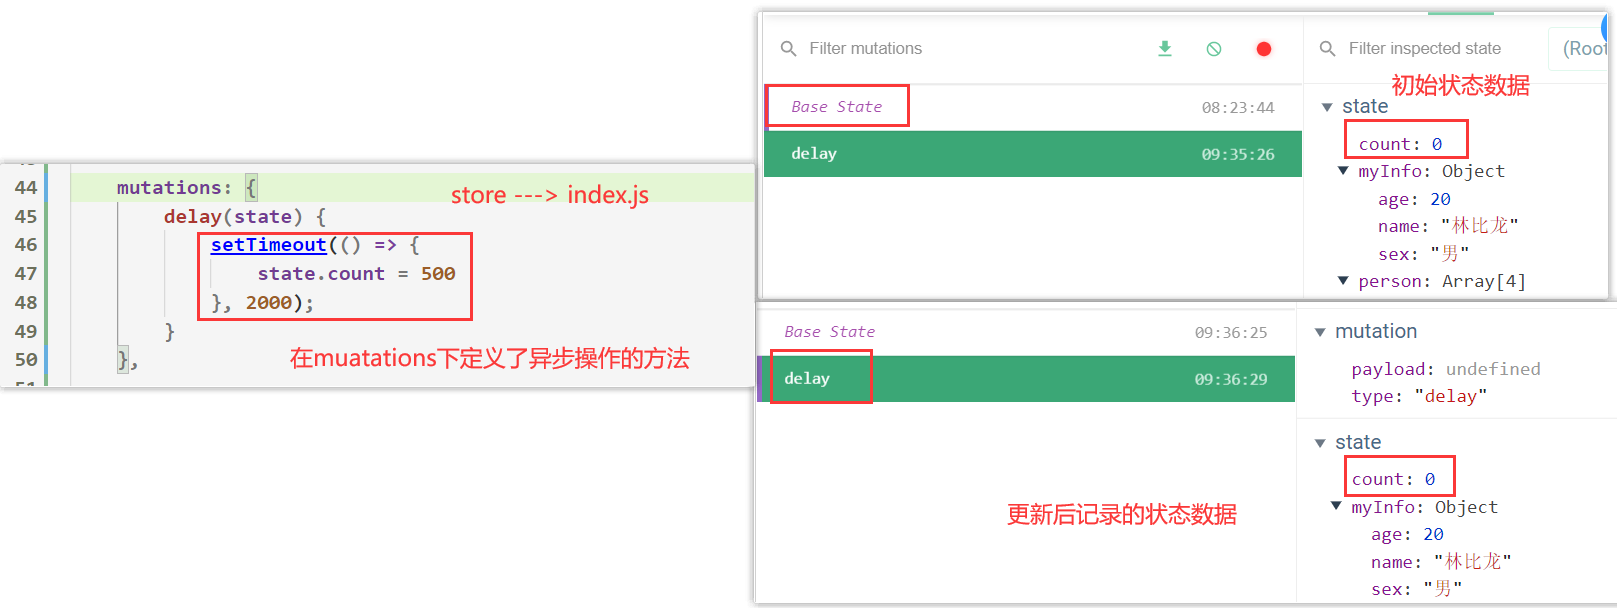 44 mutations: {
store ---> index.js
45 delay(state) {
46 setTimeout(() => {
47 state.count = 500
48 }, 2000);
49 }
50 },
在muatations下定义了异步操作的方法
Filter mutations
Base State 08:23:44
delay 09:35:26
Filter inspected state (Root
初始状态数据
state
count: 0
myInfo: Object
age: 20
name: "林比龙"
sex: "男"
person: Array[4]
Base State 09:36:25
delay 09:36:29
更新后记录的状态数据
mutation
payload: undefined
type: "delay"
state
count: 0
myInfo: Object
age: 20
name: "林比龙"
sex: "男"